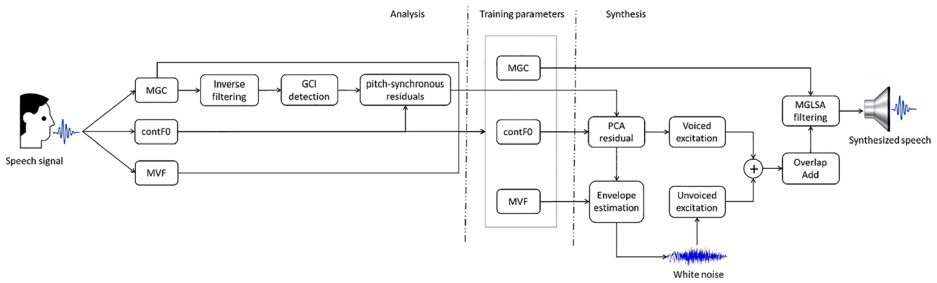 Analysis
Training parameters
Synthesis
Speech signal
MGC
Inverse
filtering
GCI
detection
pitch-synchronous
residuals
contF0
MVF
MGC
contF0
MVF
PCA
residual
Voiced
excitation
Envelope
estimation
Unvoiced
excitation
White noise
+
Overlap
Add
MGLSA
filtering
Synthesized speech